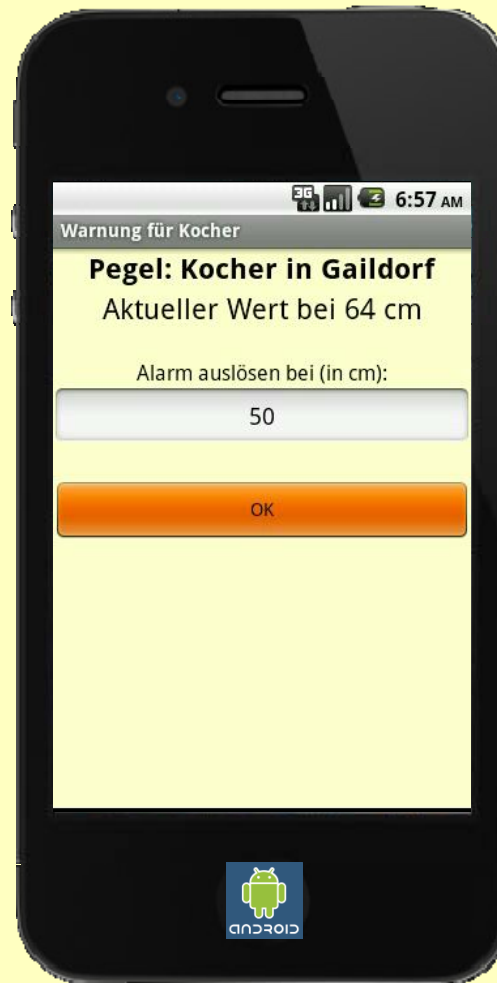 3G 6:57 AM
Warnung für Kocher
Pegel: Kocher in Gaildorf
Aktueller Wert bei 64 cm
Alarm auslösen bei (in cm):
50
OK
ANDROID